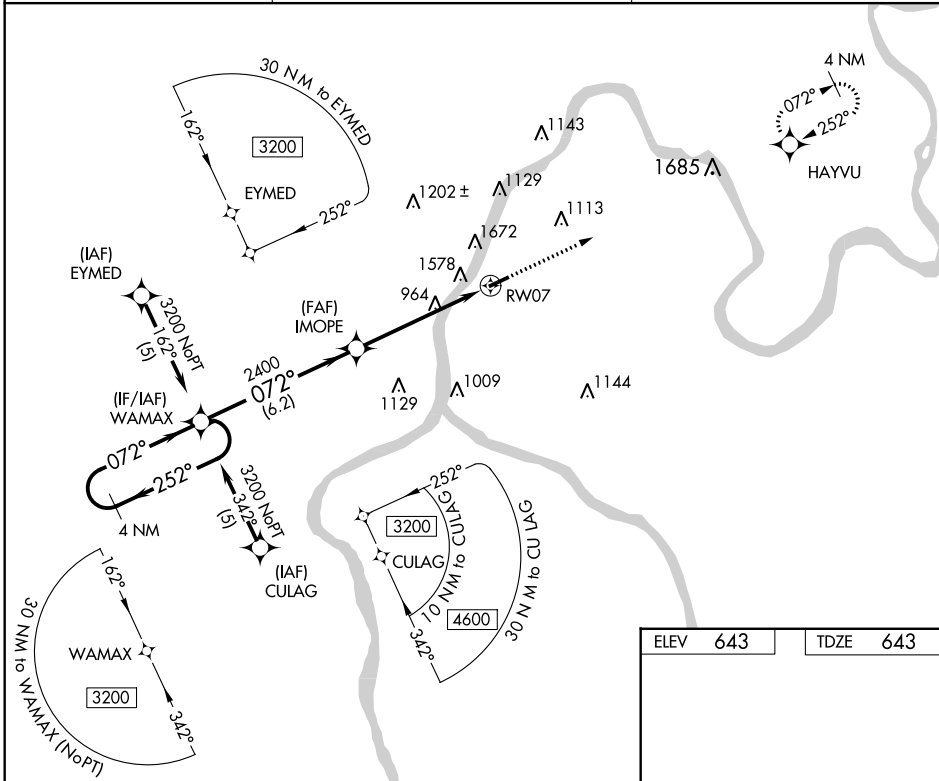 30 NM to EYMED
162°
3200
EYMED
252°
4 NM
072°
252°
HAYVU
1143
1685
1202 ±
1129
1113
1672
1578
964
RW07
(IAF)
EYMED
3200 NoPT
162°
(5)
(FAF)
IMOPE
2400
072°
(6.2)
(IF/IAF)
WAMAX
1129
1009
1144
072°
252°
4 NM
3200 NoPT
342°
(5)
(IAF)
CULAG
252°
3200
CULAG
10 NM to CULAG
4600
30 NM to CULAG
342°
162°
WAMAX
3200
342°
30 NM to WAMAX (NoPT)
ELEV 643
TDZE 643